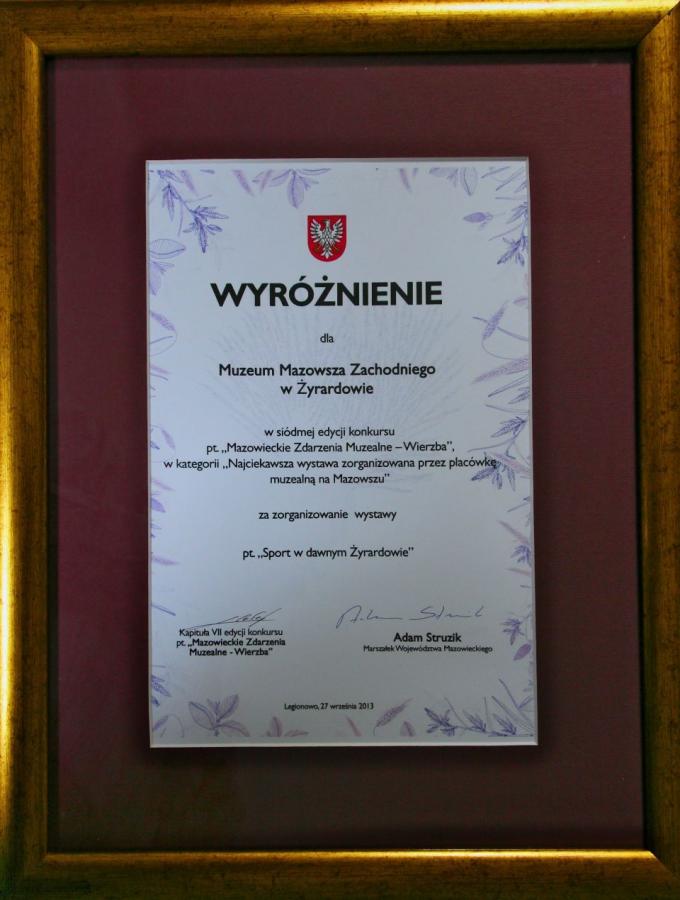 WYRÓŻNIENIE
dla
Muzeum Mazowsza Zachodniego
w Żyrardowie
w siódmej edycji konkursu
pt. „Mazowieckie Zdarzenia Muzealne – Wierzba”,
w kategorii „Najciekawsza wystawa zorganizowana przez placówkę
muzealną na Mazowszu”
za zorganizowanie wystawy
pt. „Sport w dawnym Żyrardowie”
Kapituła VII edycji konkursu
pt. „Mazowieckie Zdarzenia
Muzealne - Wierzba”
Adam Struzik
Adam Struzik
Marszałek Województwa Mazowieckiego
Legionowo, 27 września 2013